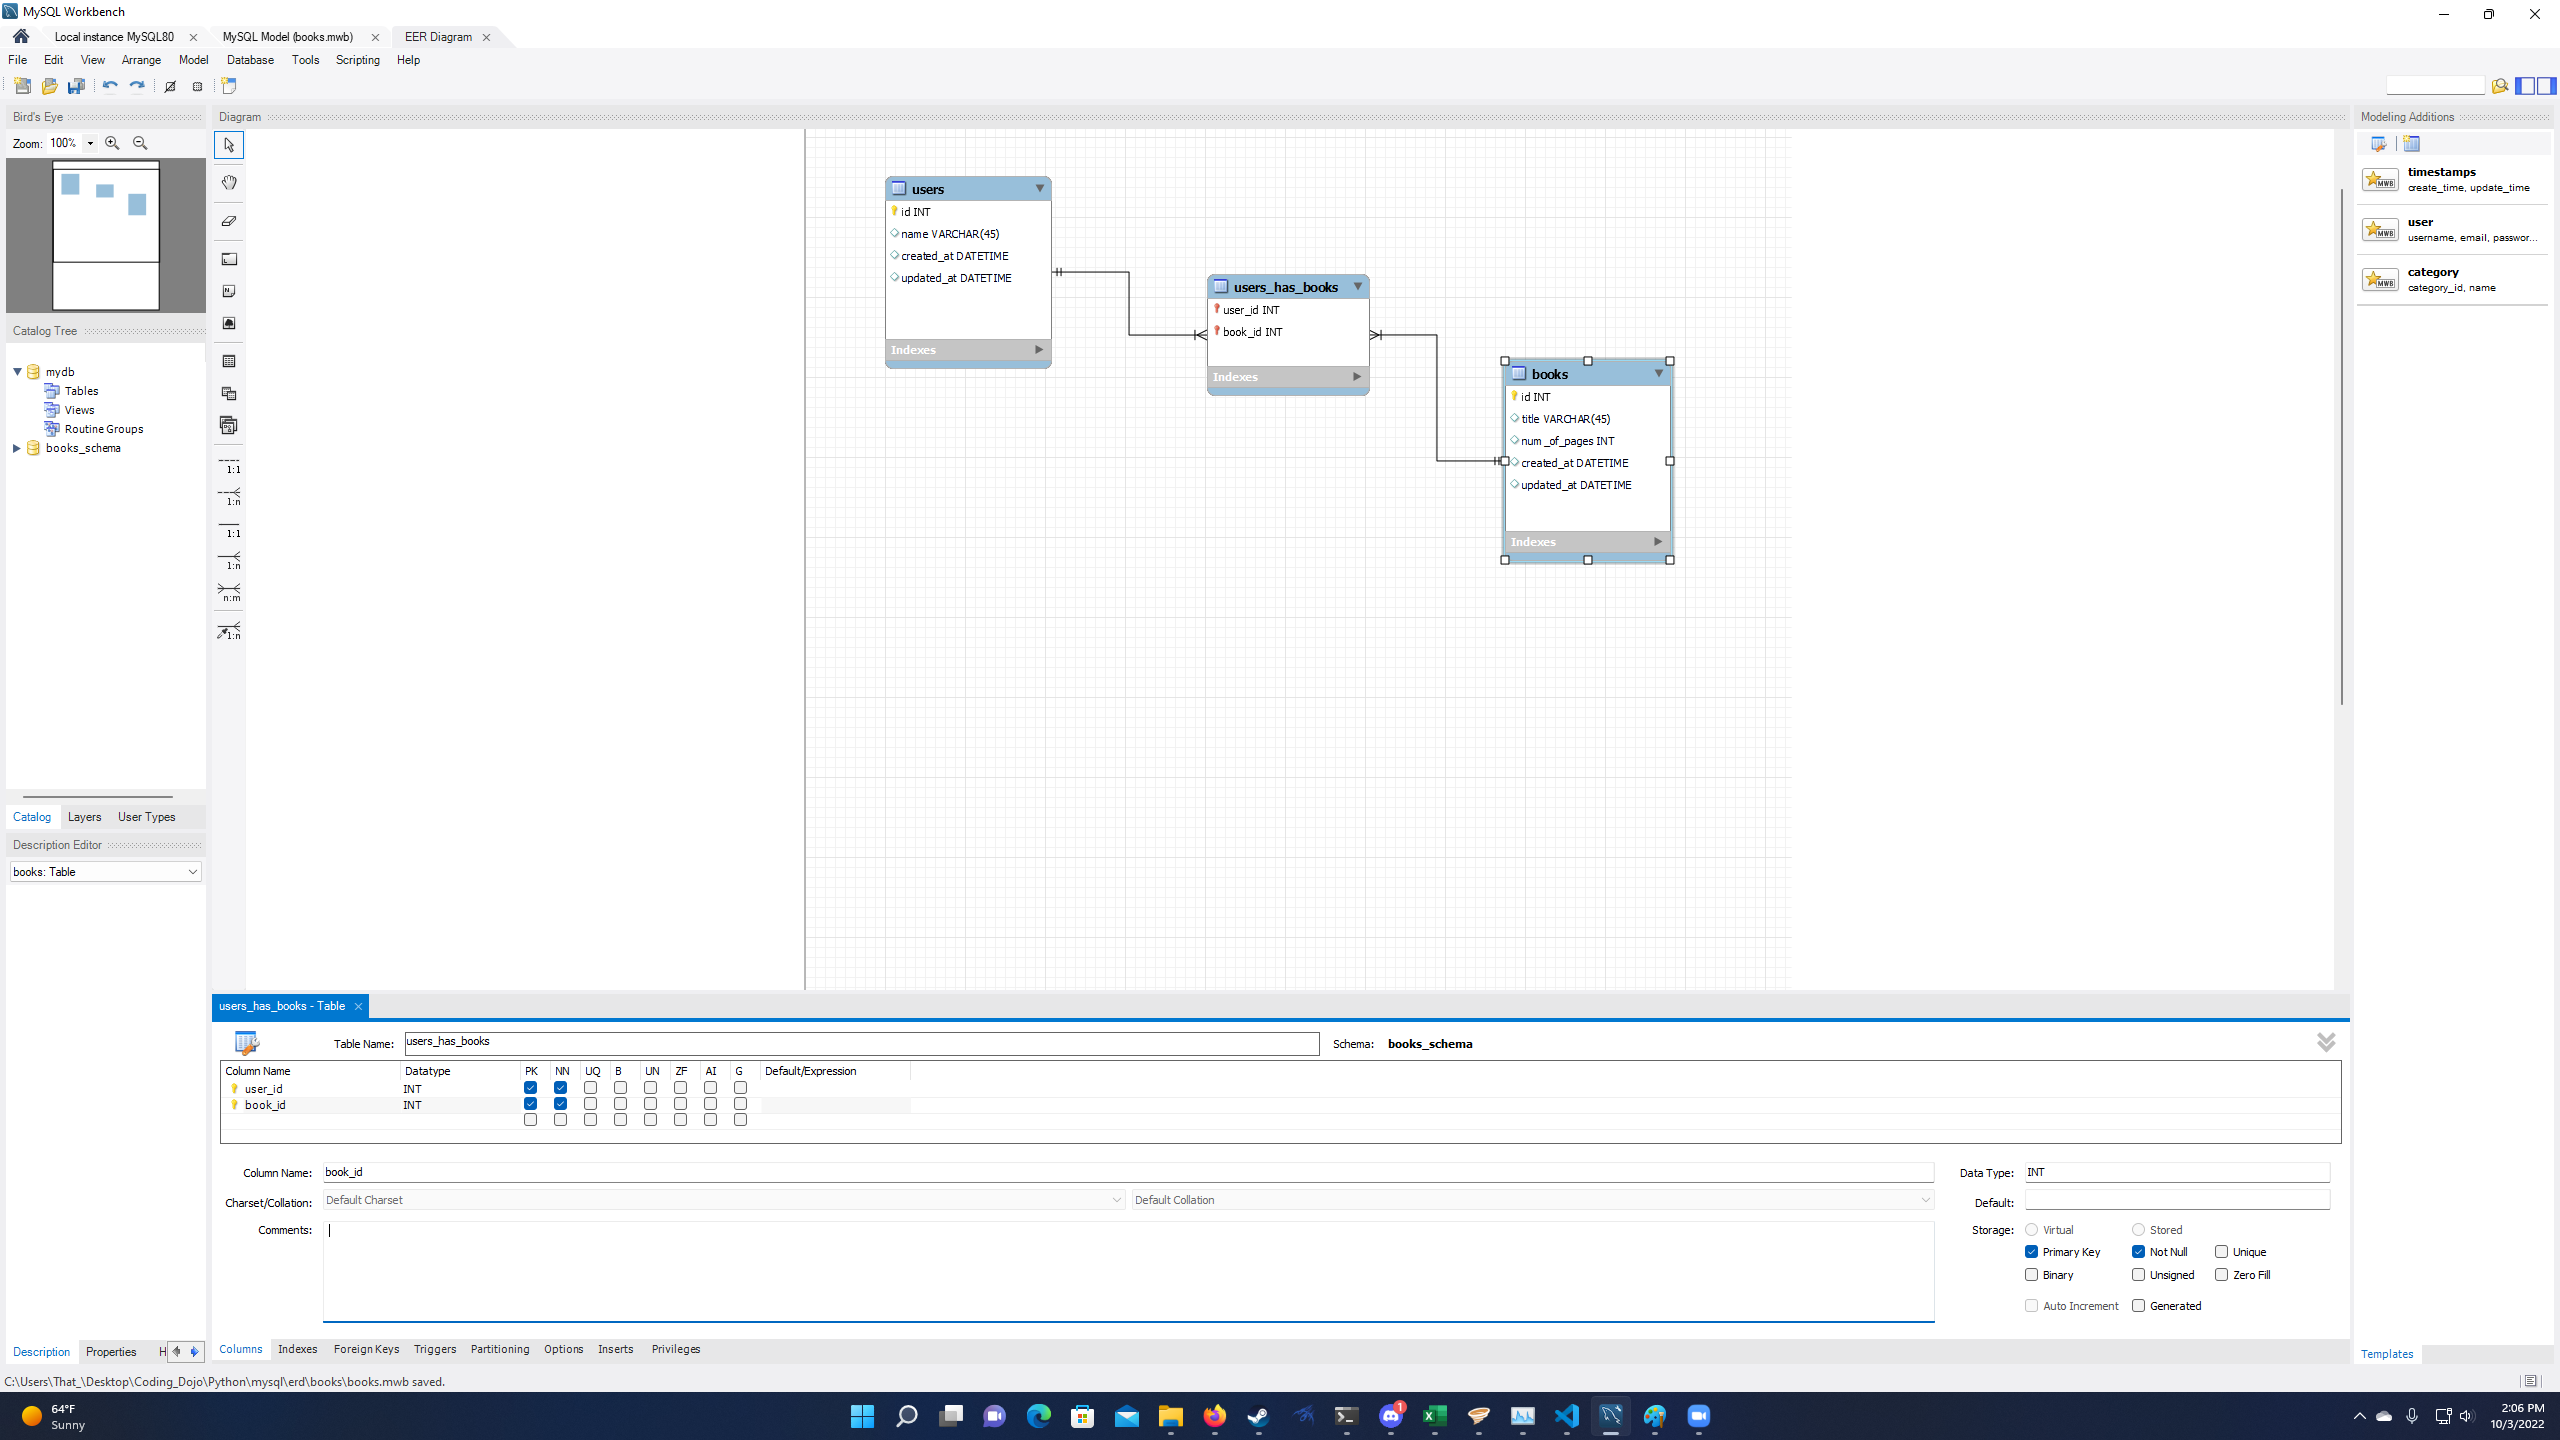 MySQL Workbench
Local instance MySQL80
MySQL Model (books.mwb)
EER Diagram
File Edit View Arrange Model Database Tools Scripting Help
Bird's Eye
Zoom: 100%
Catalog Tree
mydb
Tables
Views
Routine Groups
books_schema
Catalog Layers User Types
Description Editor
books: Table
Description Properties H
Diagram
1:1
1:n
1:1
1:n
n:m
1:n
users
id INT
name VARCHAR(45)
created_at DATETIME
updated_at DATETIME
Indexes
users_has_books
user_id INT
book_id INT
Indexes
books
id INT
title VARCHAR(45)
num_of_pages INT
created_at DATETIME
updated_at DATETIME
Indexes
Modeling Additions
timestamps
create_time, update_time
user
username, email, passwor...
category
category_id, name
Templates
users_has_books - Table
Table Name: users_has_books
Schema: books_schema
Column Name Datatype PK NN UQ B UN ZF AI G Default/Expression
user_id INT
book_id INT
Column Name: book_id
Data Type: INT
Charset/Collation: Default Charset Default Collation
Default:
Comments:
Storage: Virtual Stored
Primary Key Not Null Unique
Binary Unsigned Zero Fill
Auto Increment Generated
Columns Indexes Foreign Keys Triggers Partitioning Options Inserts Privileges
C:\Users\That_\Desktop\Coding_Dojo\Python\mysql\erd\books\books.mwb saved.
64°F
Sunny
1
2:06 PM
10/3/2022